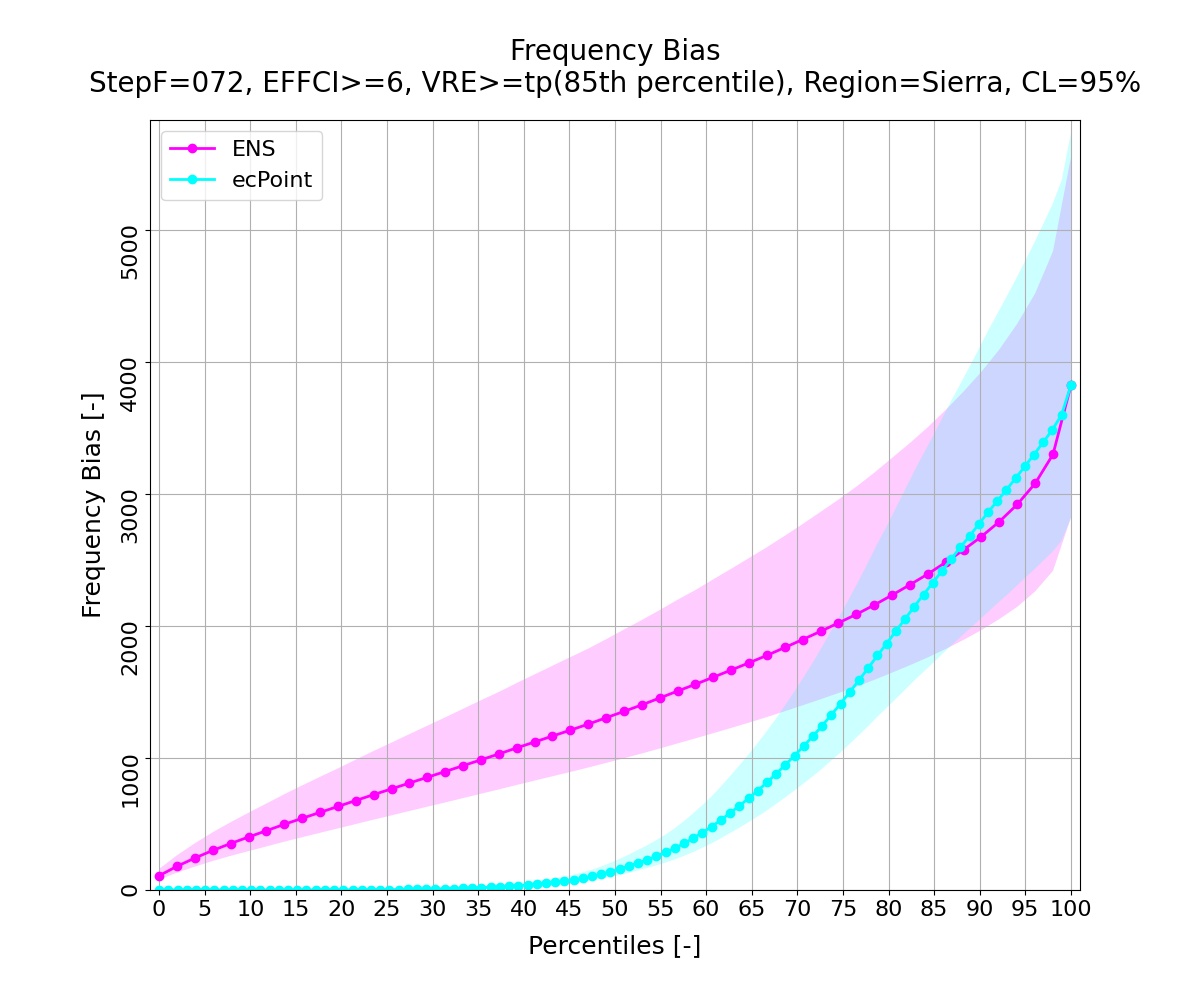 Frequency Bias
StepF=072, EFFCI>=6, VRE>=tp(85th percentile), Region=Sierra, CL=95%
ENS
ecPoint
5000
4000
3000
2000
1000
0
Frequency Bias [-]
0 5 10 15 20 25 30 35 40 45 50 55 60 65 70 75 80 85 90 95 100
Percentiles [-]